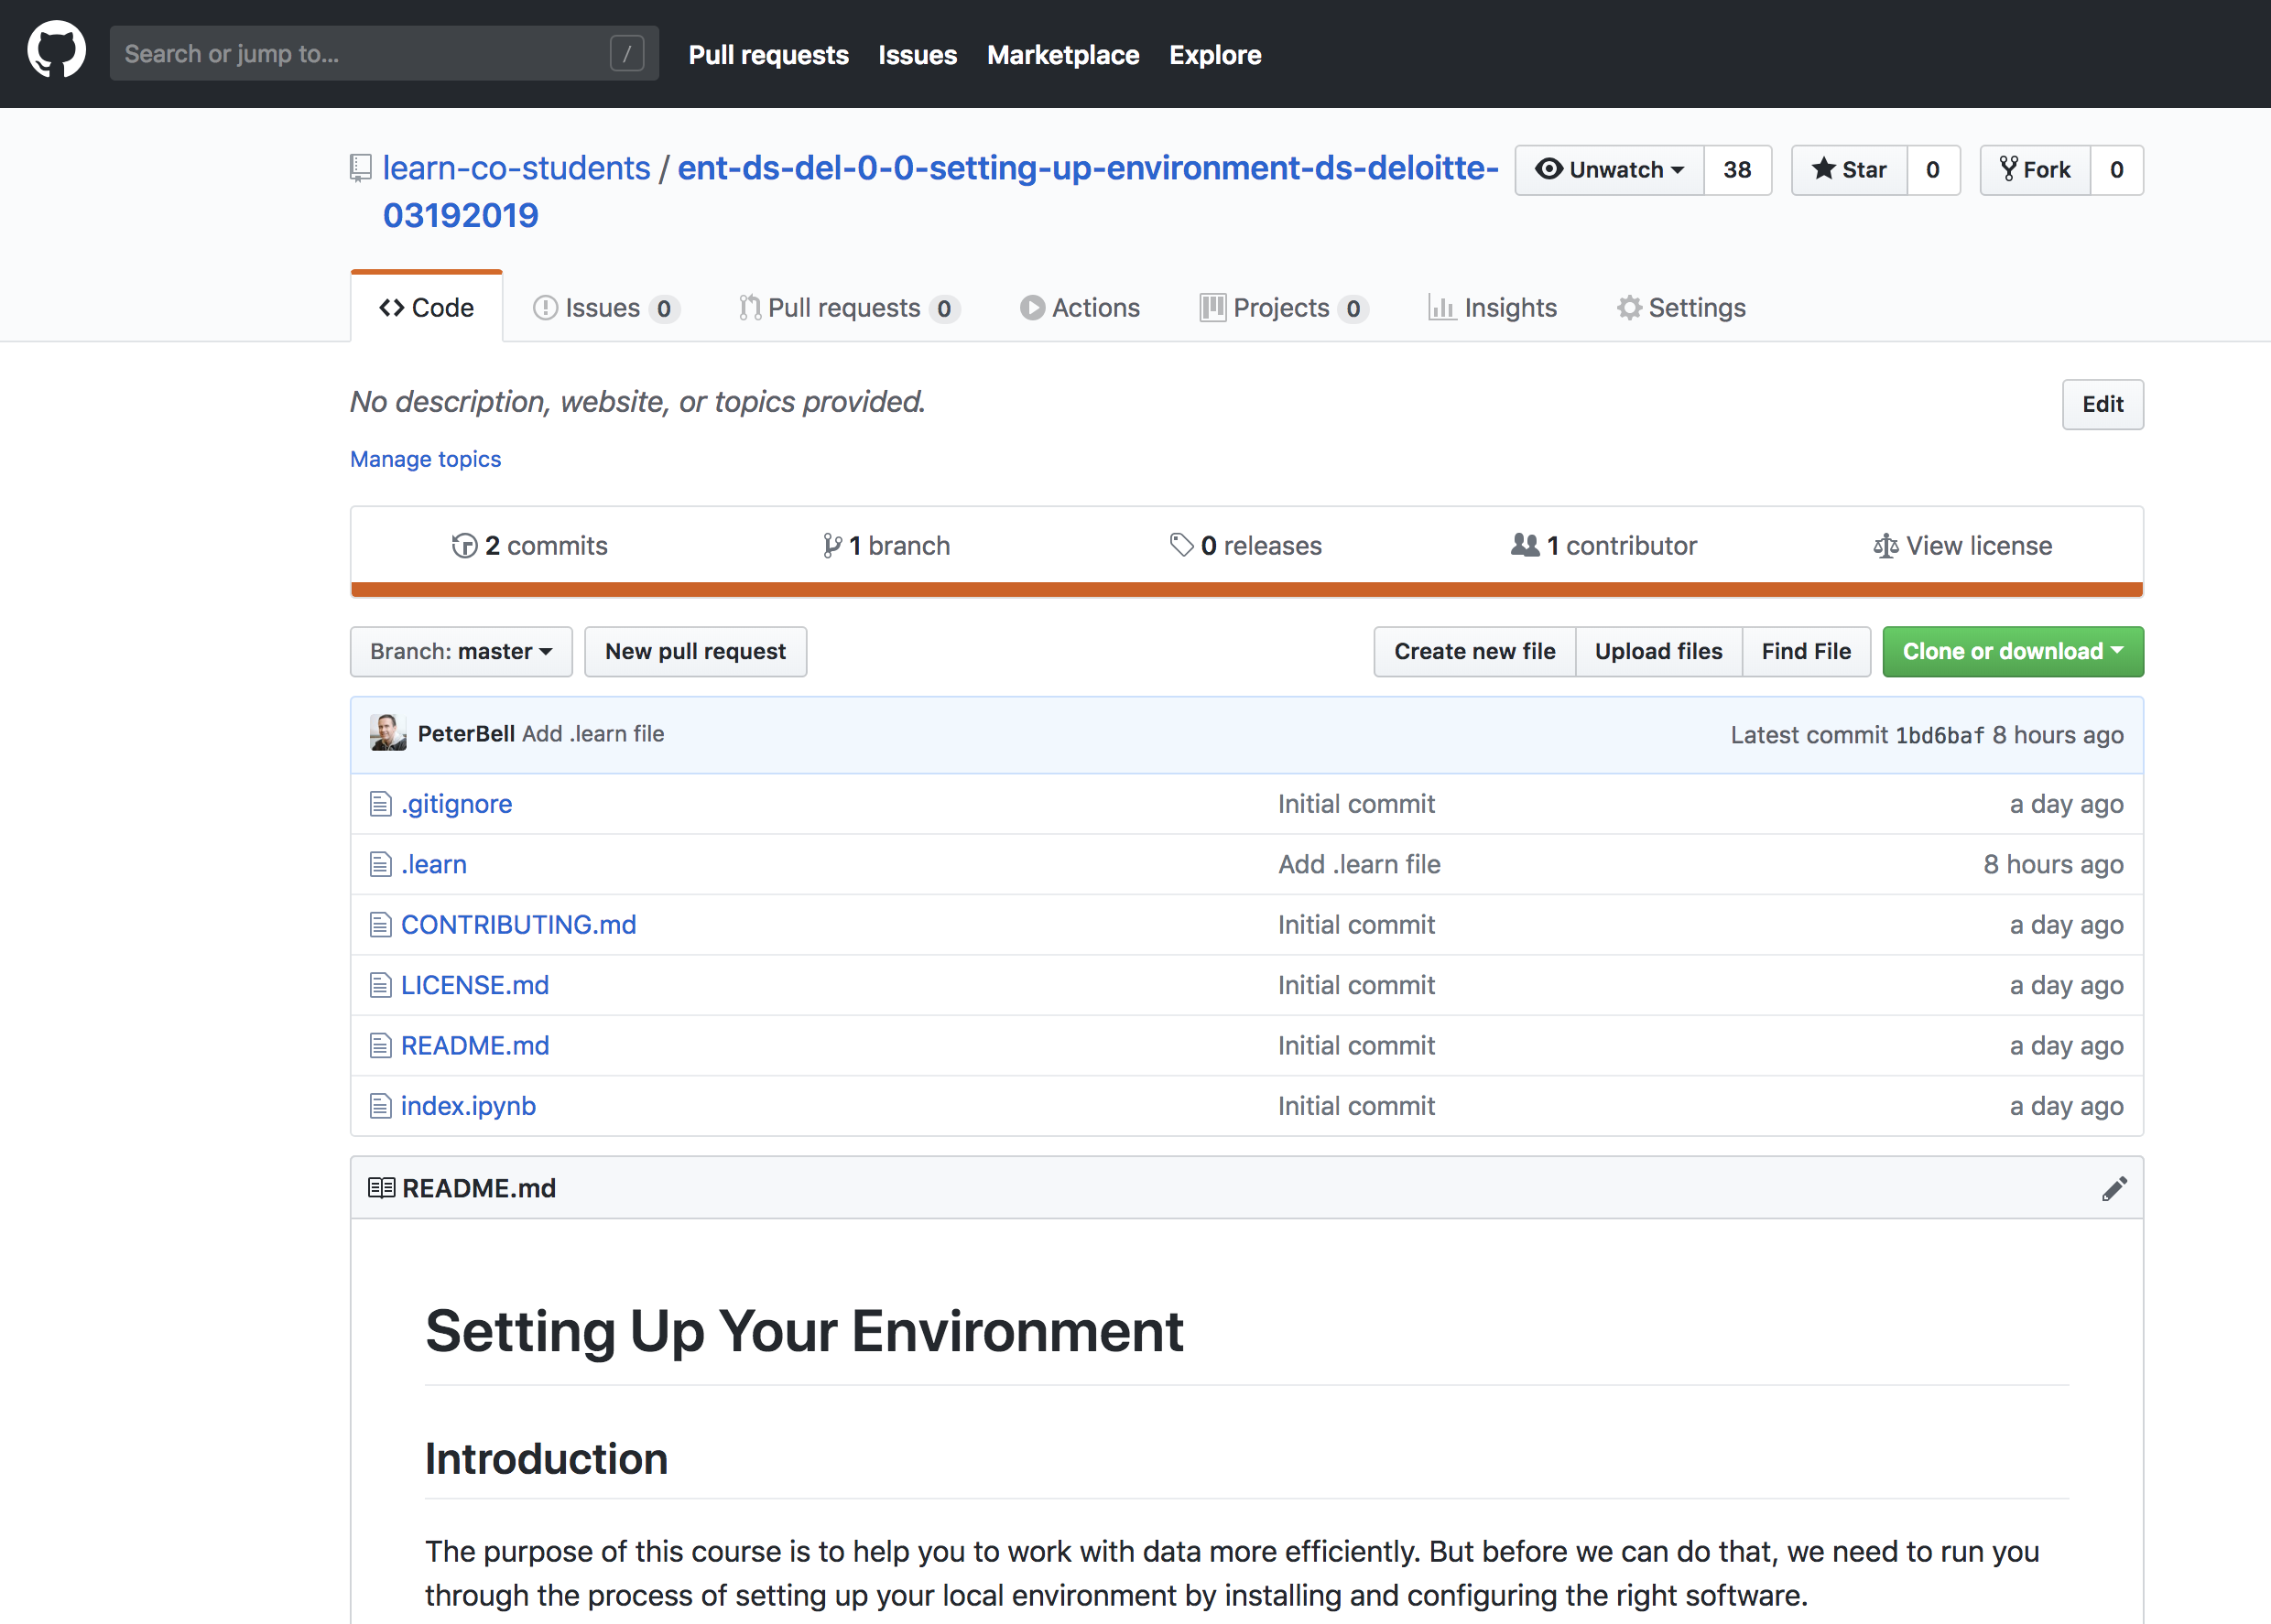 Search or jump to... /
Pull requests Issues Marketplace Explore
learn-co-students / ent-ds-del-0-0-setting-up-environment-ds-deloitte-
03192019
Unwatch 38 Star 0 Fork 0
Code Issues 0 Pull requests 0 Actions Projects 0 Insights Settings
No description, website, or topics provided.
Edit
Manage topics
2 commits 1 branch 0 releases 1 contributor View license
Branch: master New pull request Create new file Upload files Find File Clone or download
PeterBell Add .learn file Latest commit 1bd6baf 8 hours ago
.gitignore Initial commit a day ago
.learn Add .learn file 8 hours ago
CONTRIBUTING.md Initial commit a day ago
LICENSE.md Initial commit a day ago
README.md Initial commit a day ago
index.ipynb Initial commit a day ago
README.md
Setting Up Your Environment
Introduction
The purpose of this course is to help you to work with data more efficiently. But before we can do that, we need to run you
through the process of setting up your local environment by installing and configuring the right software.